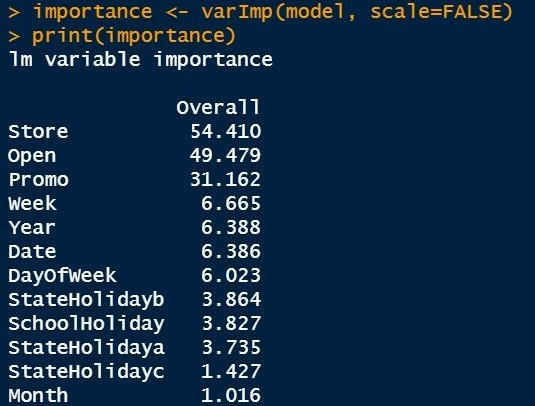 > importance <- varImp(model, scale=FALSE)
> print(importance)
lm variable importance
Overall
Store 54.410
Open 49.479
Promo 31.162
Week 6.665
Year 6.388
Date 6.386
DayOfWeek 6.023
StateHolidayb 3.864
SchoolHoliday 3.827
StateHolidaya 3.735
StateHolidayc 1.427
Month 1.016